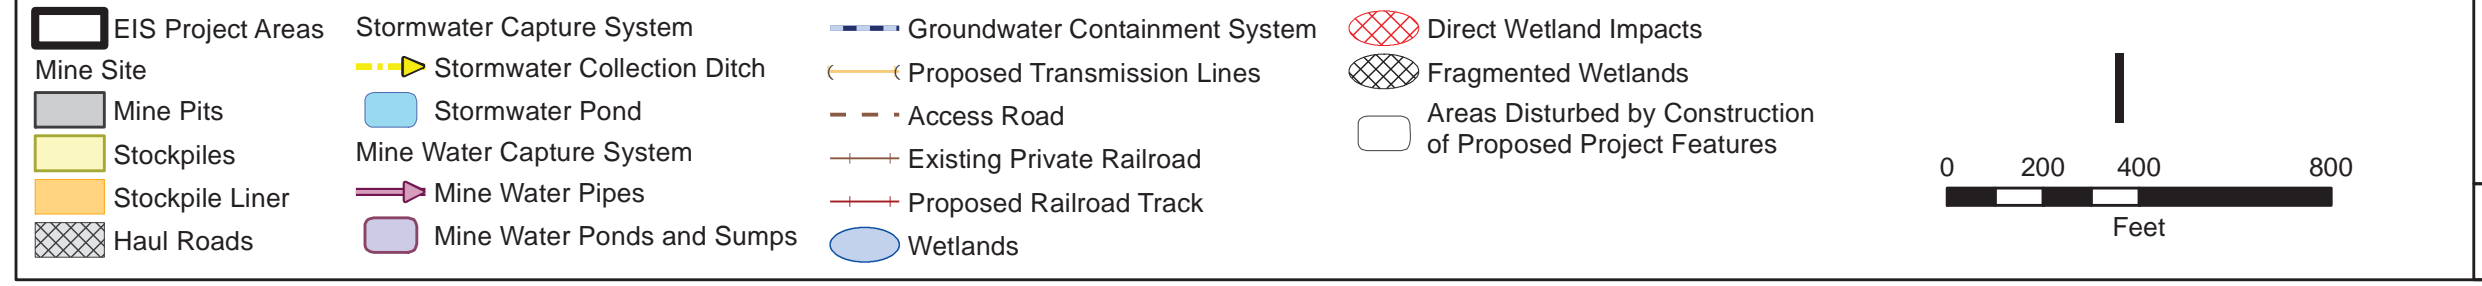 EIS Project Areas
Mine Site
Mine Pits
Stockpiles
Stockpile Liner
Haul Roads
Stormwater Capture System
Stormwater Collection Ditch
Stormwater Pond
Mine Water Capture System
Mine Water Pipes
Mine Water Ponds and Sumps
Groundwater Containment System
Proposed Transmission Lines
Access Road
Existing Private Railroad
Proposed Railroad Track
Wetlands
Direct Wetland Impacts
Fragmented Wetlands
Areas Disturbed by Construction
of Proposed Project Features
0 200 400 800
Feet